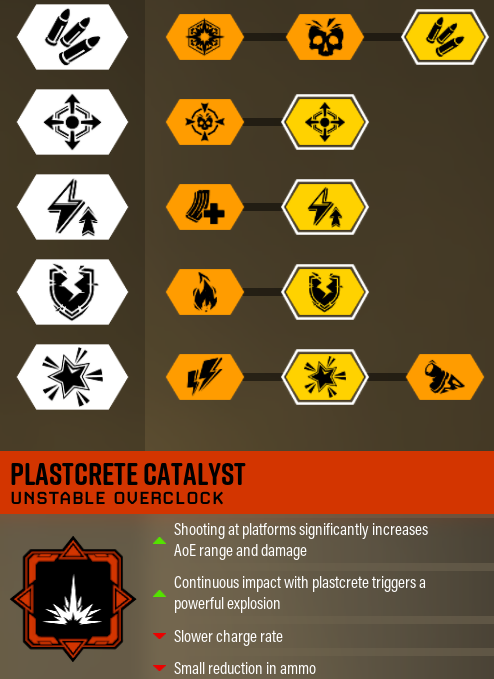 PLASTCRETE CATALYST
UNSTABLE OVERCLOCK
Shooting at platforms significantly increases
AoE range and damage
Continuous impact with plastcrete triggers a
powerful explosion
Slower charge rate
Small reduction in ammo